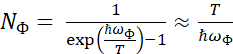 N_Φ = 1 / (exp(ħω_Φ / T) − 1) ≈ T / ħω_Φ